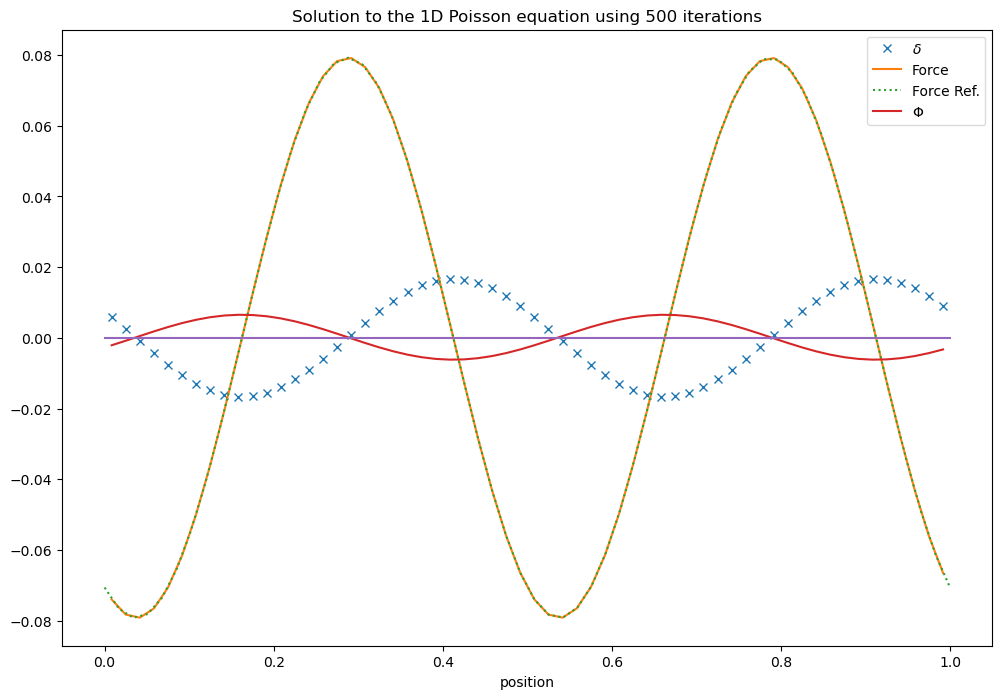 Solution to the 1D Poisson equation using 500 iterations
δ
Force
Force Ref.
Φ
0.08
0.06
0.04
0.02
0.00
−0.02
−0.04
−0.06
−0.08
0.0 0.2 0.4 0.6 0.8 1.0
position